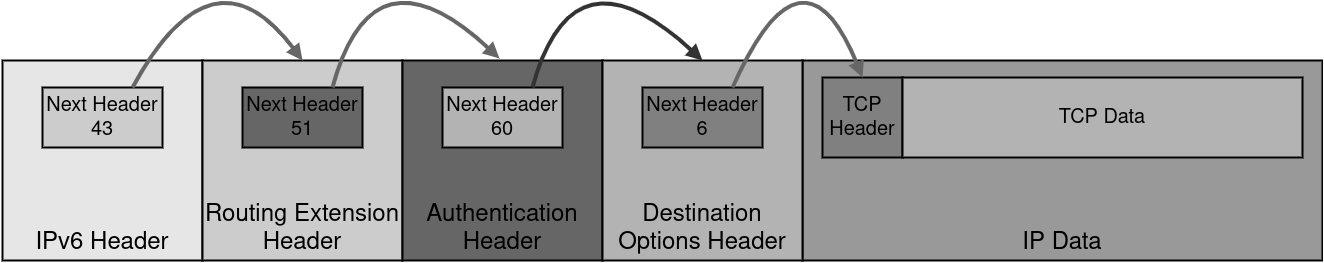 Next Header
43
IPv6 Header
Next Header
51
Routing Extension
Header
Next Header
60
Authentication
Header
Next Header
6
Destination
Options Header
TCP
Header
TCP Data
IP Data